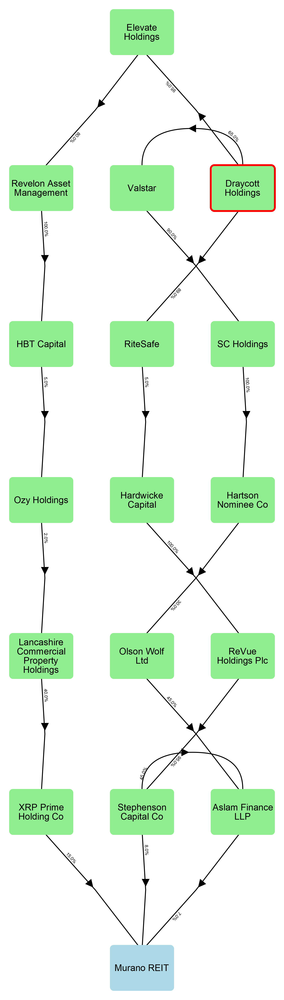 Elevate
Holdings
95.0%
80.0%
65.0%
Revelon Asset
Management
Valstar
Draycott
Holdings
100.0%
90.0%
89.0%
HBT Capital
RiteSafe
SC Holdings
5.0%
5.0%
100.0%
Ozy Holdings
Hardwicke
Capital
Hartson
Nominee Co
2.0%
100.0%
30.0%
Lancashire
Commercial
Property
Holdings
Olson Wolf
Ltd
ReVue
Holdings Plc
40.0%
45.0%
95.0%
45.0%
XRP Prime
Holding Co
Stephenson
Capital Co
Aslam Finance
LLP
15.0%
8.0%
7.0%
Murano REIT